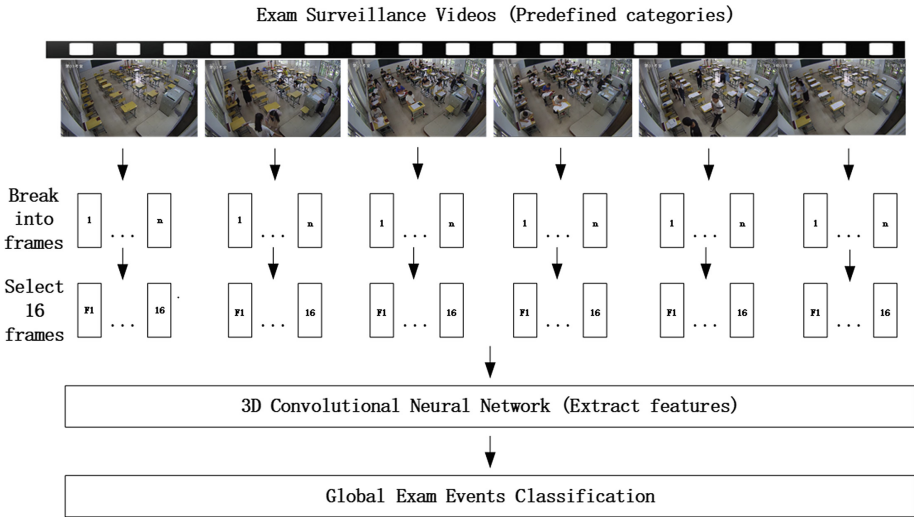 Exam Surveillance Videos (Predefined categories)
Break
into
frames
1 ... n 1 ... n 1 ... n 1 ... n 1 ... n 1 ... n
Select
16
frames
F1 ... 16 F1 ... 16 F1 ... 16 F1 ... 16 F1 ... 16 F1 ... 16
3D Convolutional Neural Network (Extract features)
Global Exam Events Classification